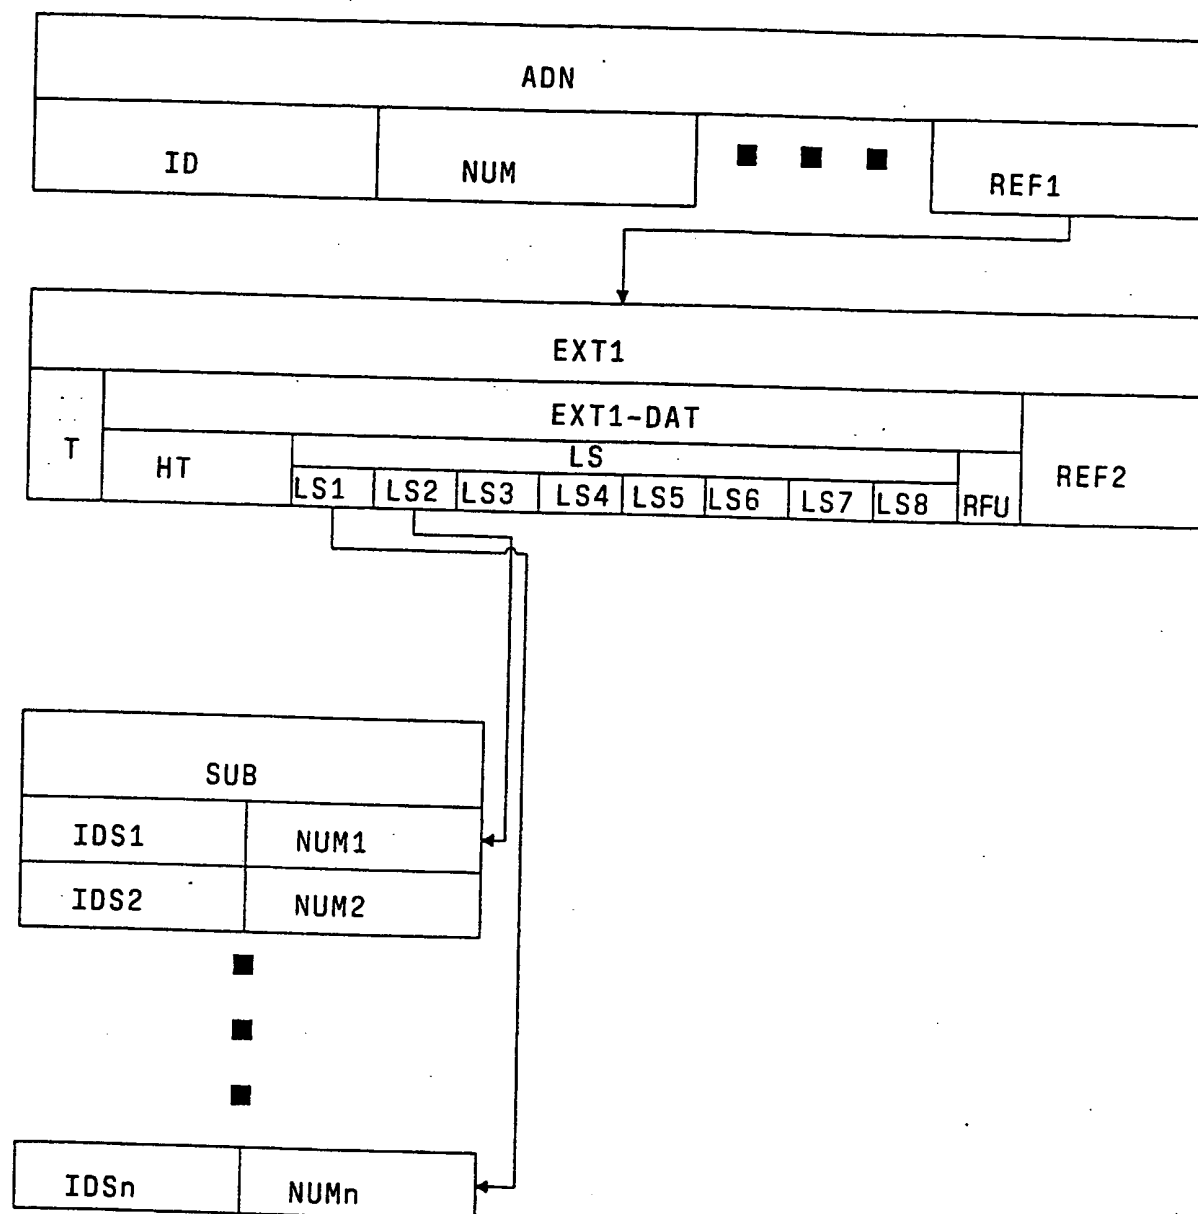 ADN
ID NUM REF1
EXT1
T EXT1-DAT REF2
HT LS RFU
LS1 LS2 LS3 LS4 LS5 LS6 LS7 LS8
SUB
IDS1 NUM1
IDS2 NUM2
IDSn NUMn